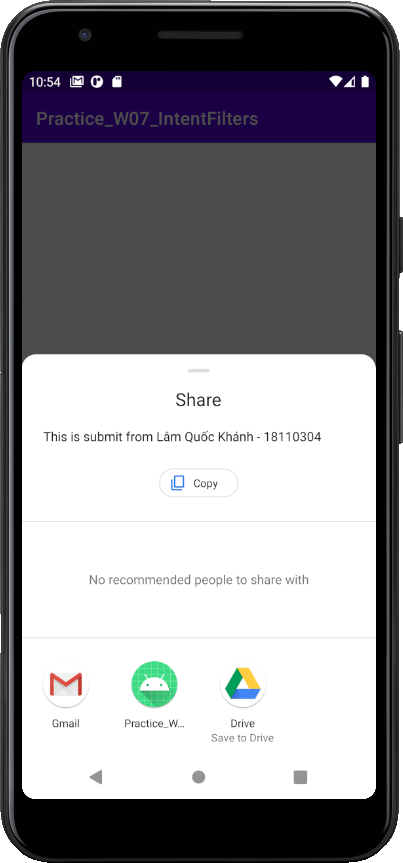 10:54
Practice_W07_IntentFilters
Share
This is submit from Lâm Quốc Khánh - 18110304
Copy
No recommended people to share with
Gmail
Practice_W...
Drive
Save to Drive